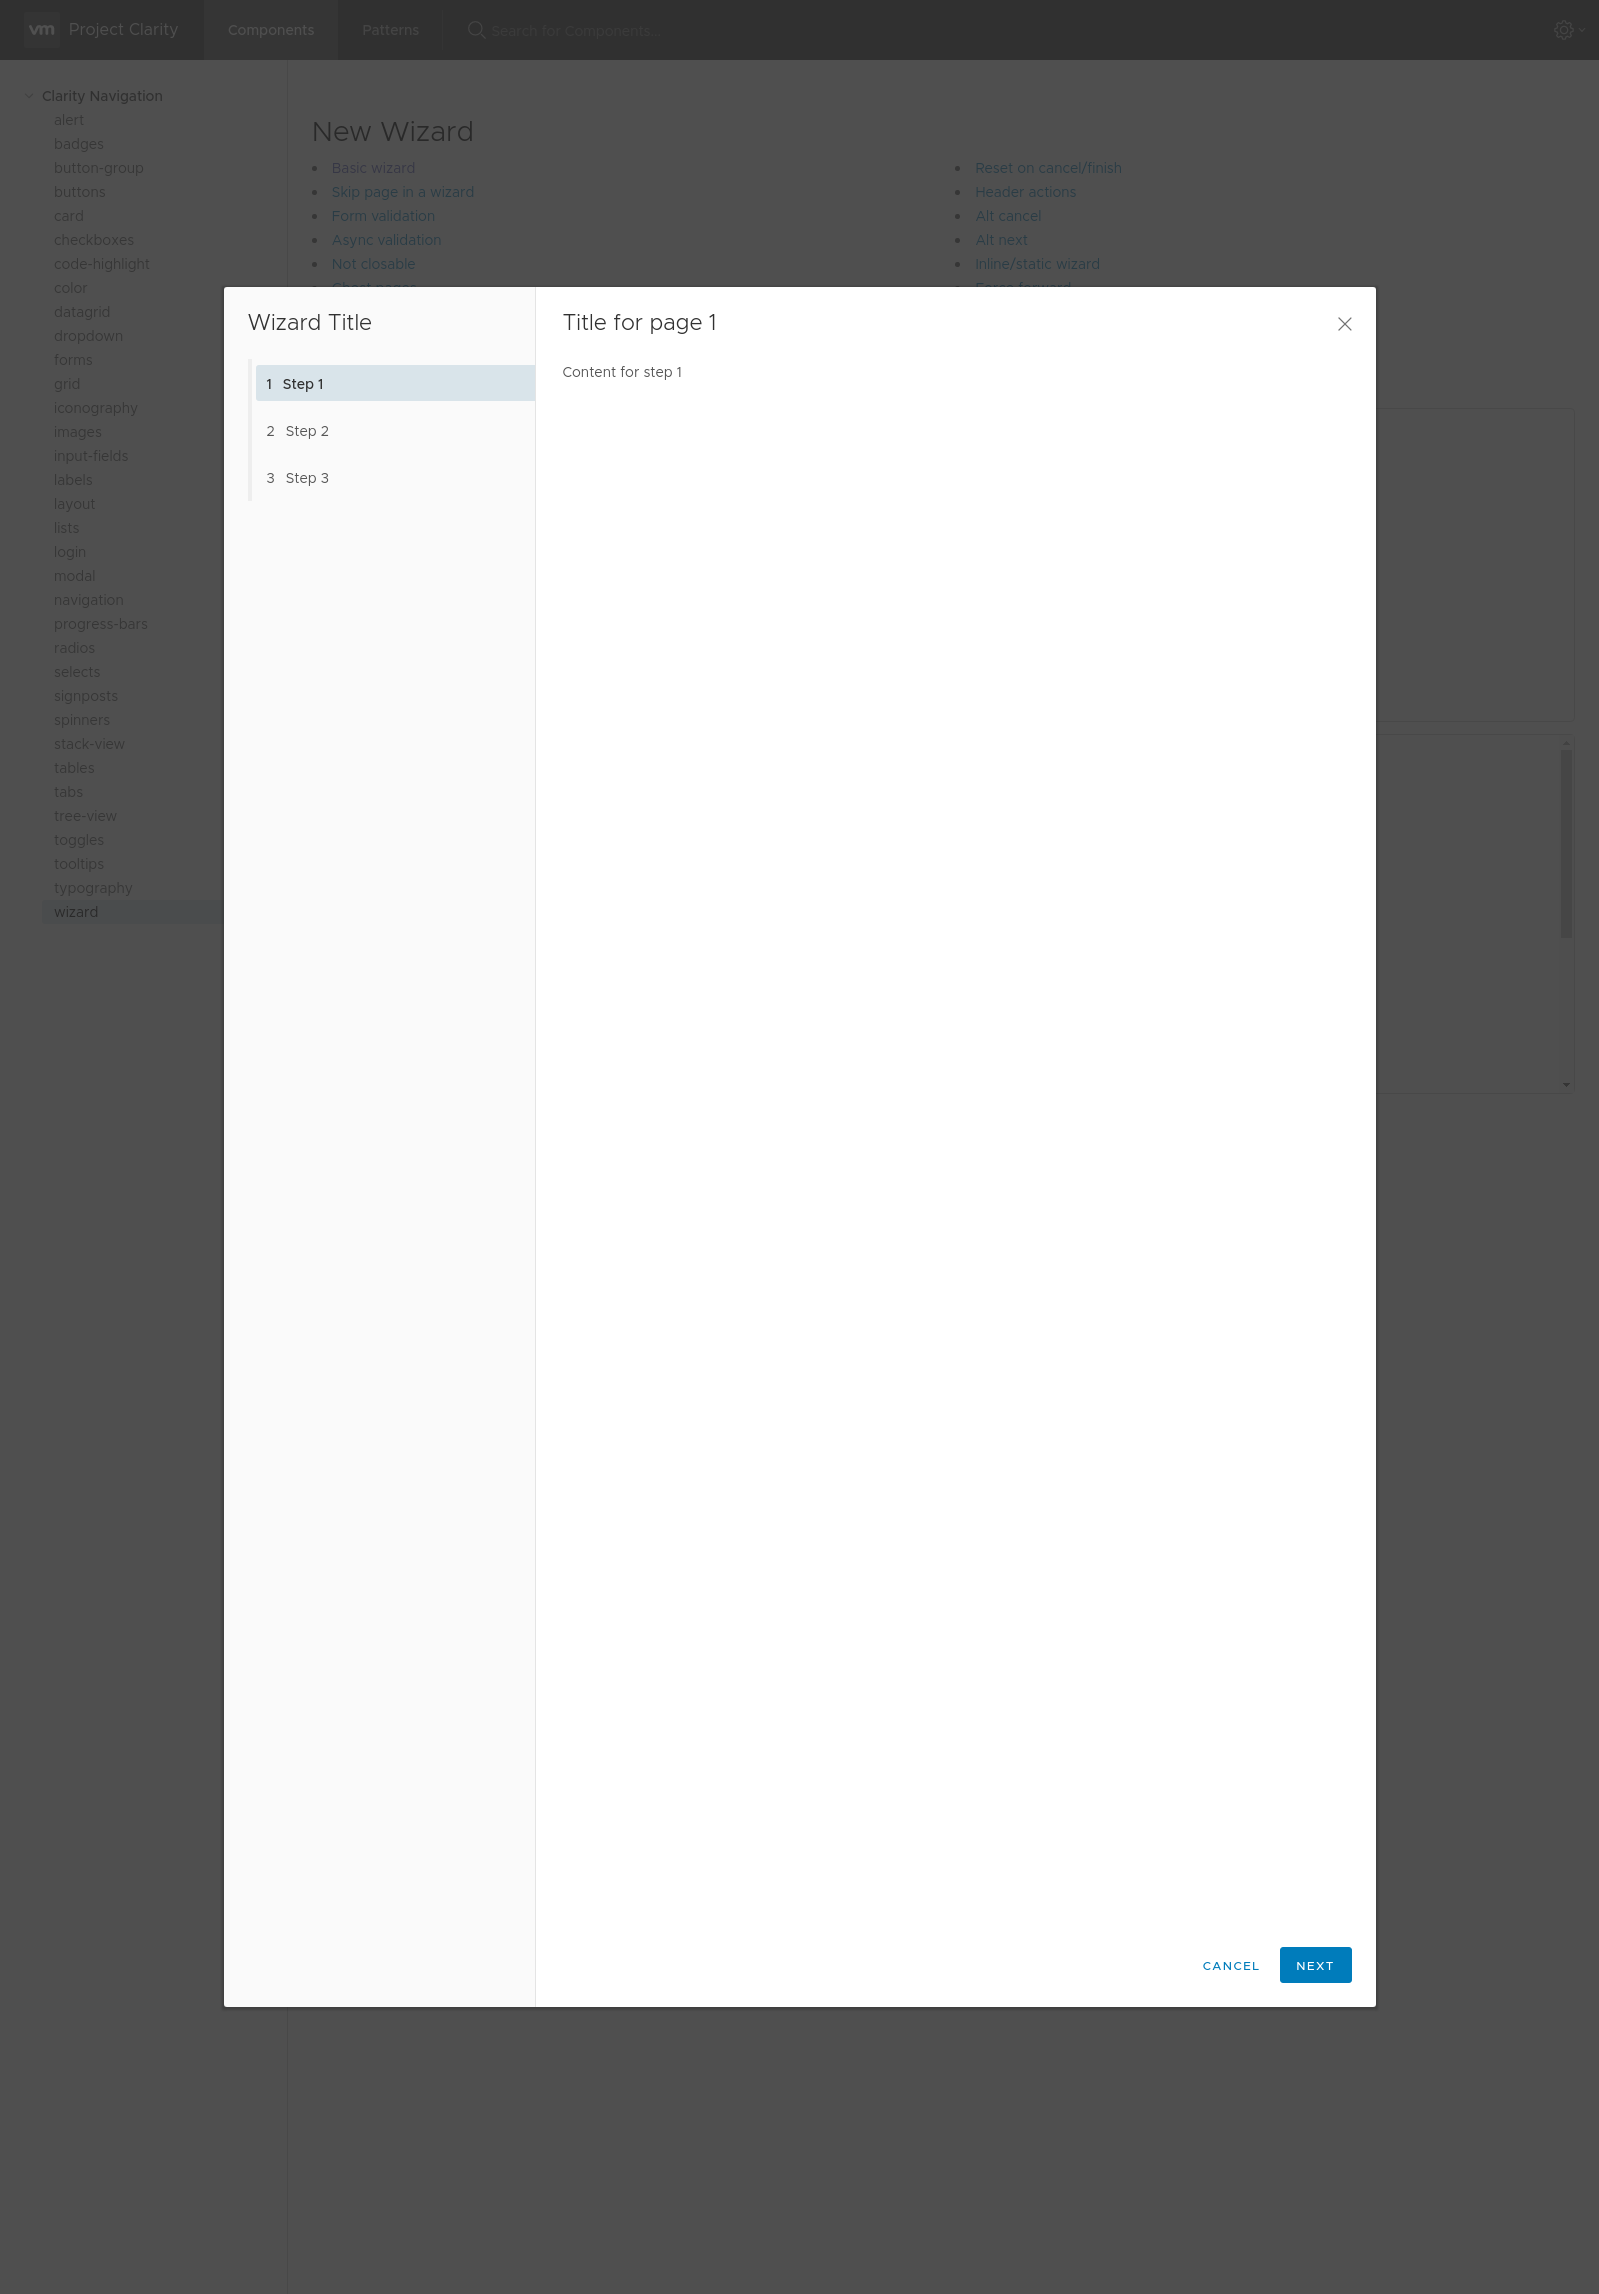 vm Project Clarity Components Patterns Search for Components...
Clarity Navigation
alert
badges
button-group
buttons
card
checkboxes
code-highlight
color
datagrid
dropdown
forms
grid
iconography
images
input-fields
labels
layout
lists
login
modal
navigation
progress-bars
radios
selects
signposts
spinners
stack-view
tables
tabs
tree-view
toggles
tooltips
typography
wizard
New Wizard
Basic wizard
Skip page in a wizard
Form validation
Async validation
Not closable
Reset on cancel/finish
Header actions
Alt cancel
Alt next
Inline/static wizard
Wizard Title
1 Step 1
2 Step 2
3 Step 3
Title for page 1
Content for step 1
CANCEL NEXT